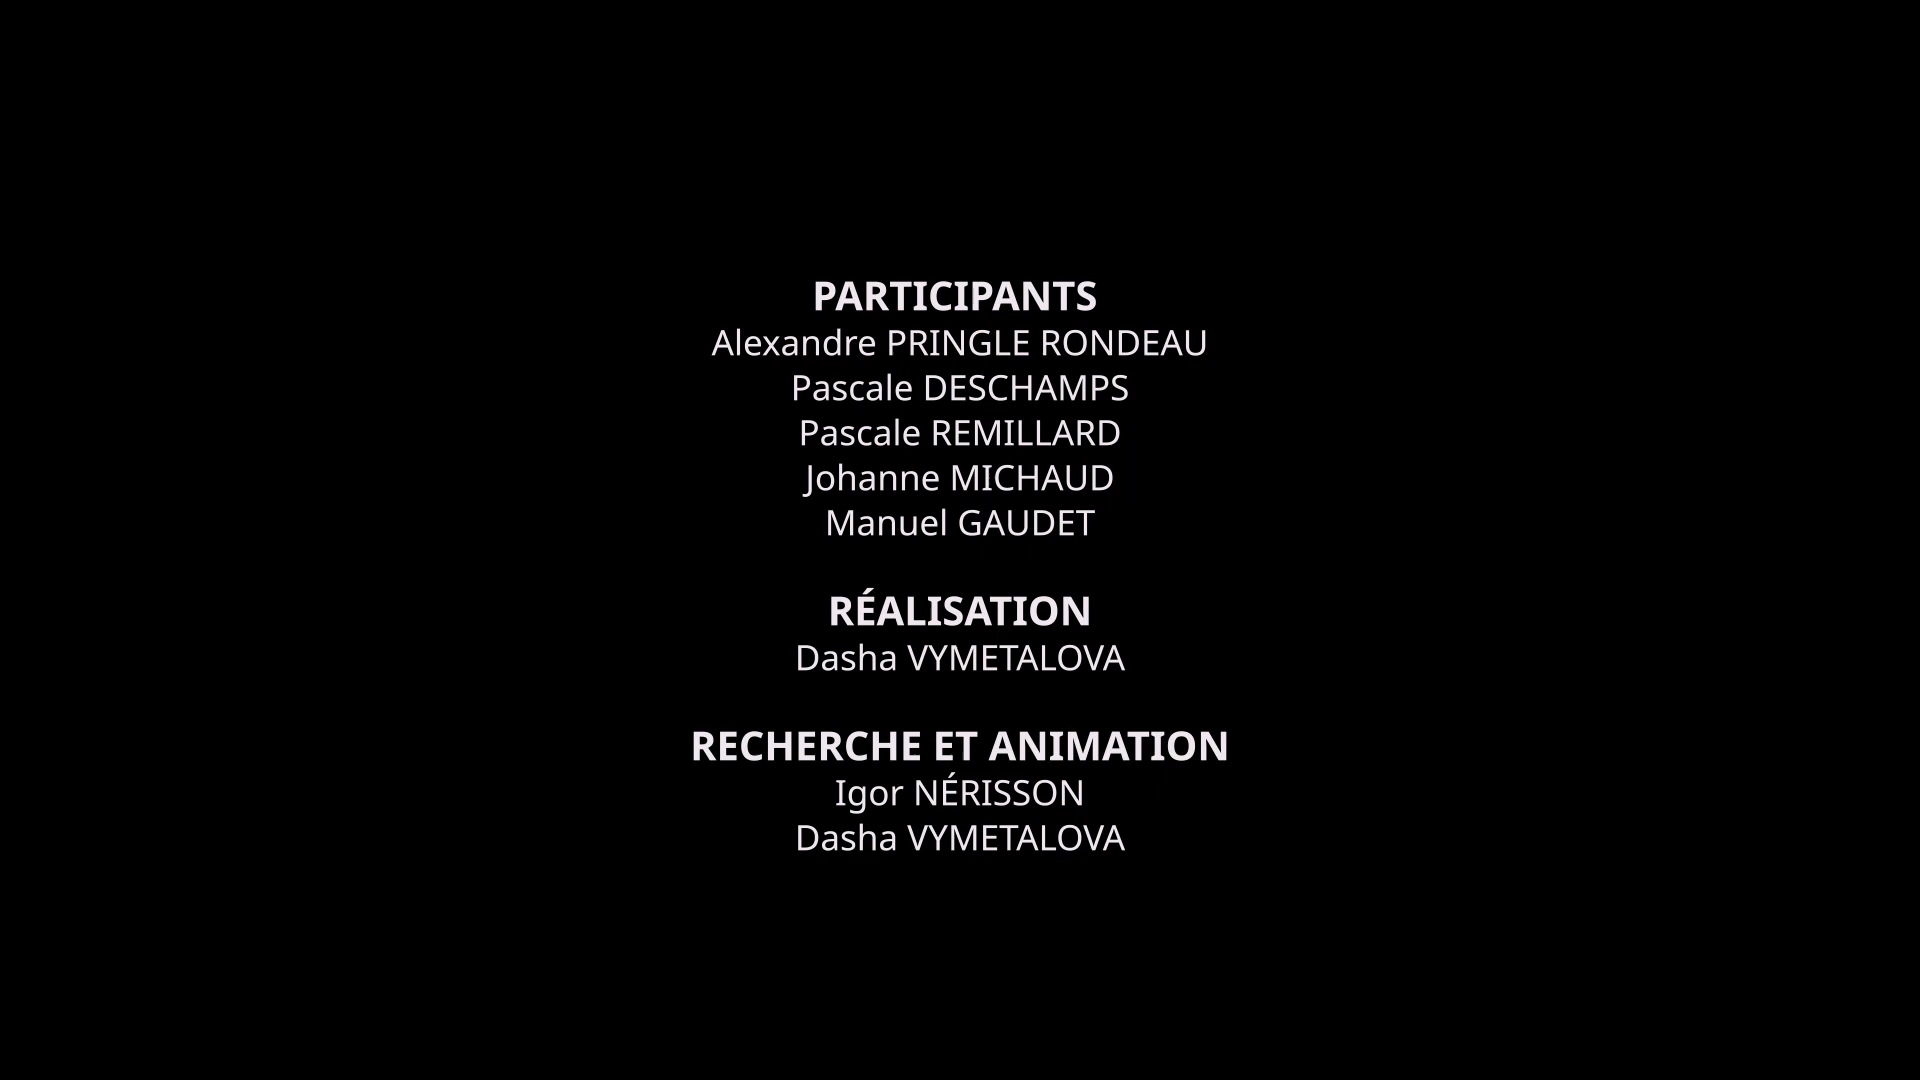 PARTICIPANTS
Alexandre PRINGLE RONDEAU
Pascale DESCHAMPS
Pascale REMILLARD
Johanne MICHAUD
Manuel GAUDET
RÉALISATION
Dasha VYMETALOVA
RECHERCHE ET ANIMATION
Igor NÉRISSON
Dasha VYMETALOVA